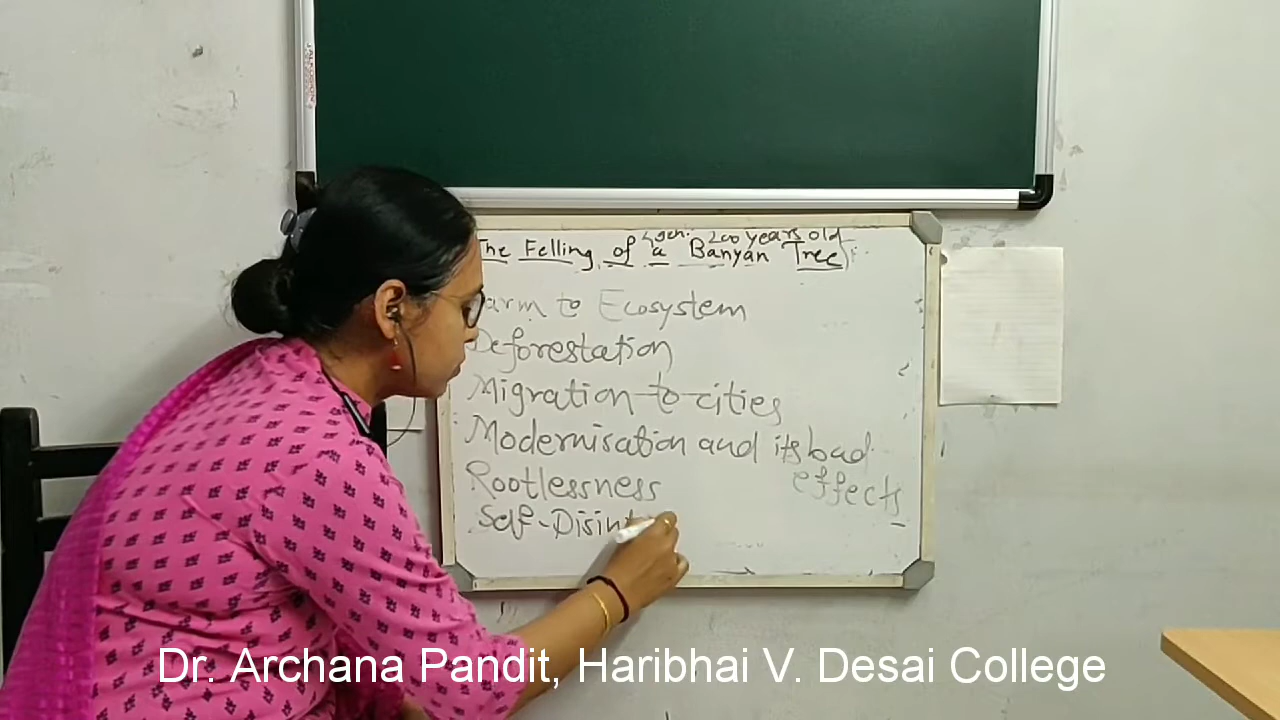 4 gen. 200 years old
The Felling of a Banyan Tree
arm to Ecosystem
Deforestation
Migration to cities
Modernisation and its bad
effects
Rootlessness
Self-Disint
Dr. Archana Pandit, Haribhai V. Desai College